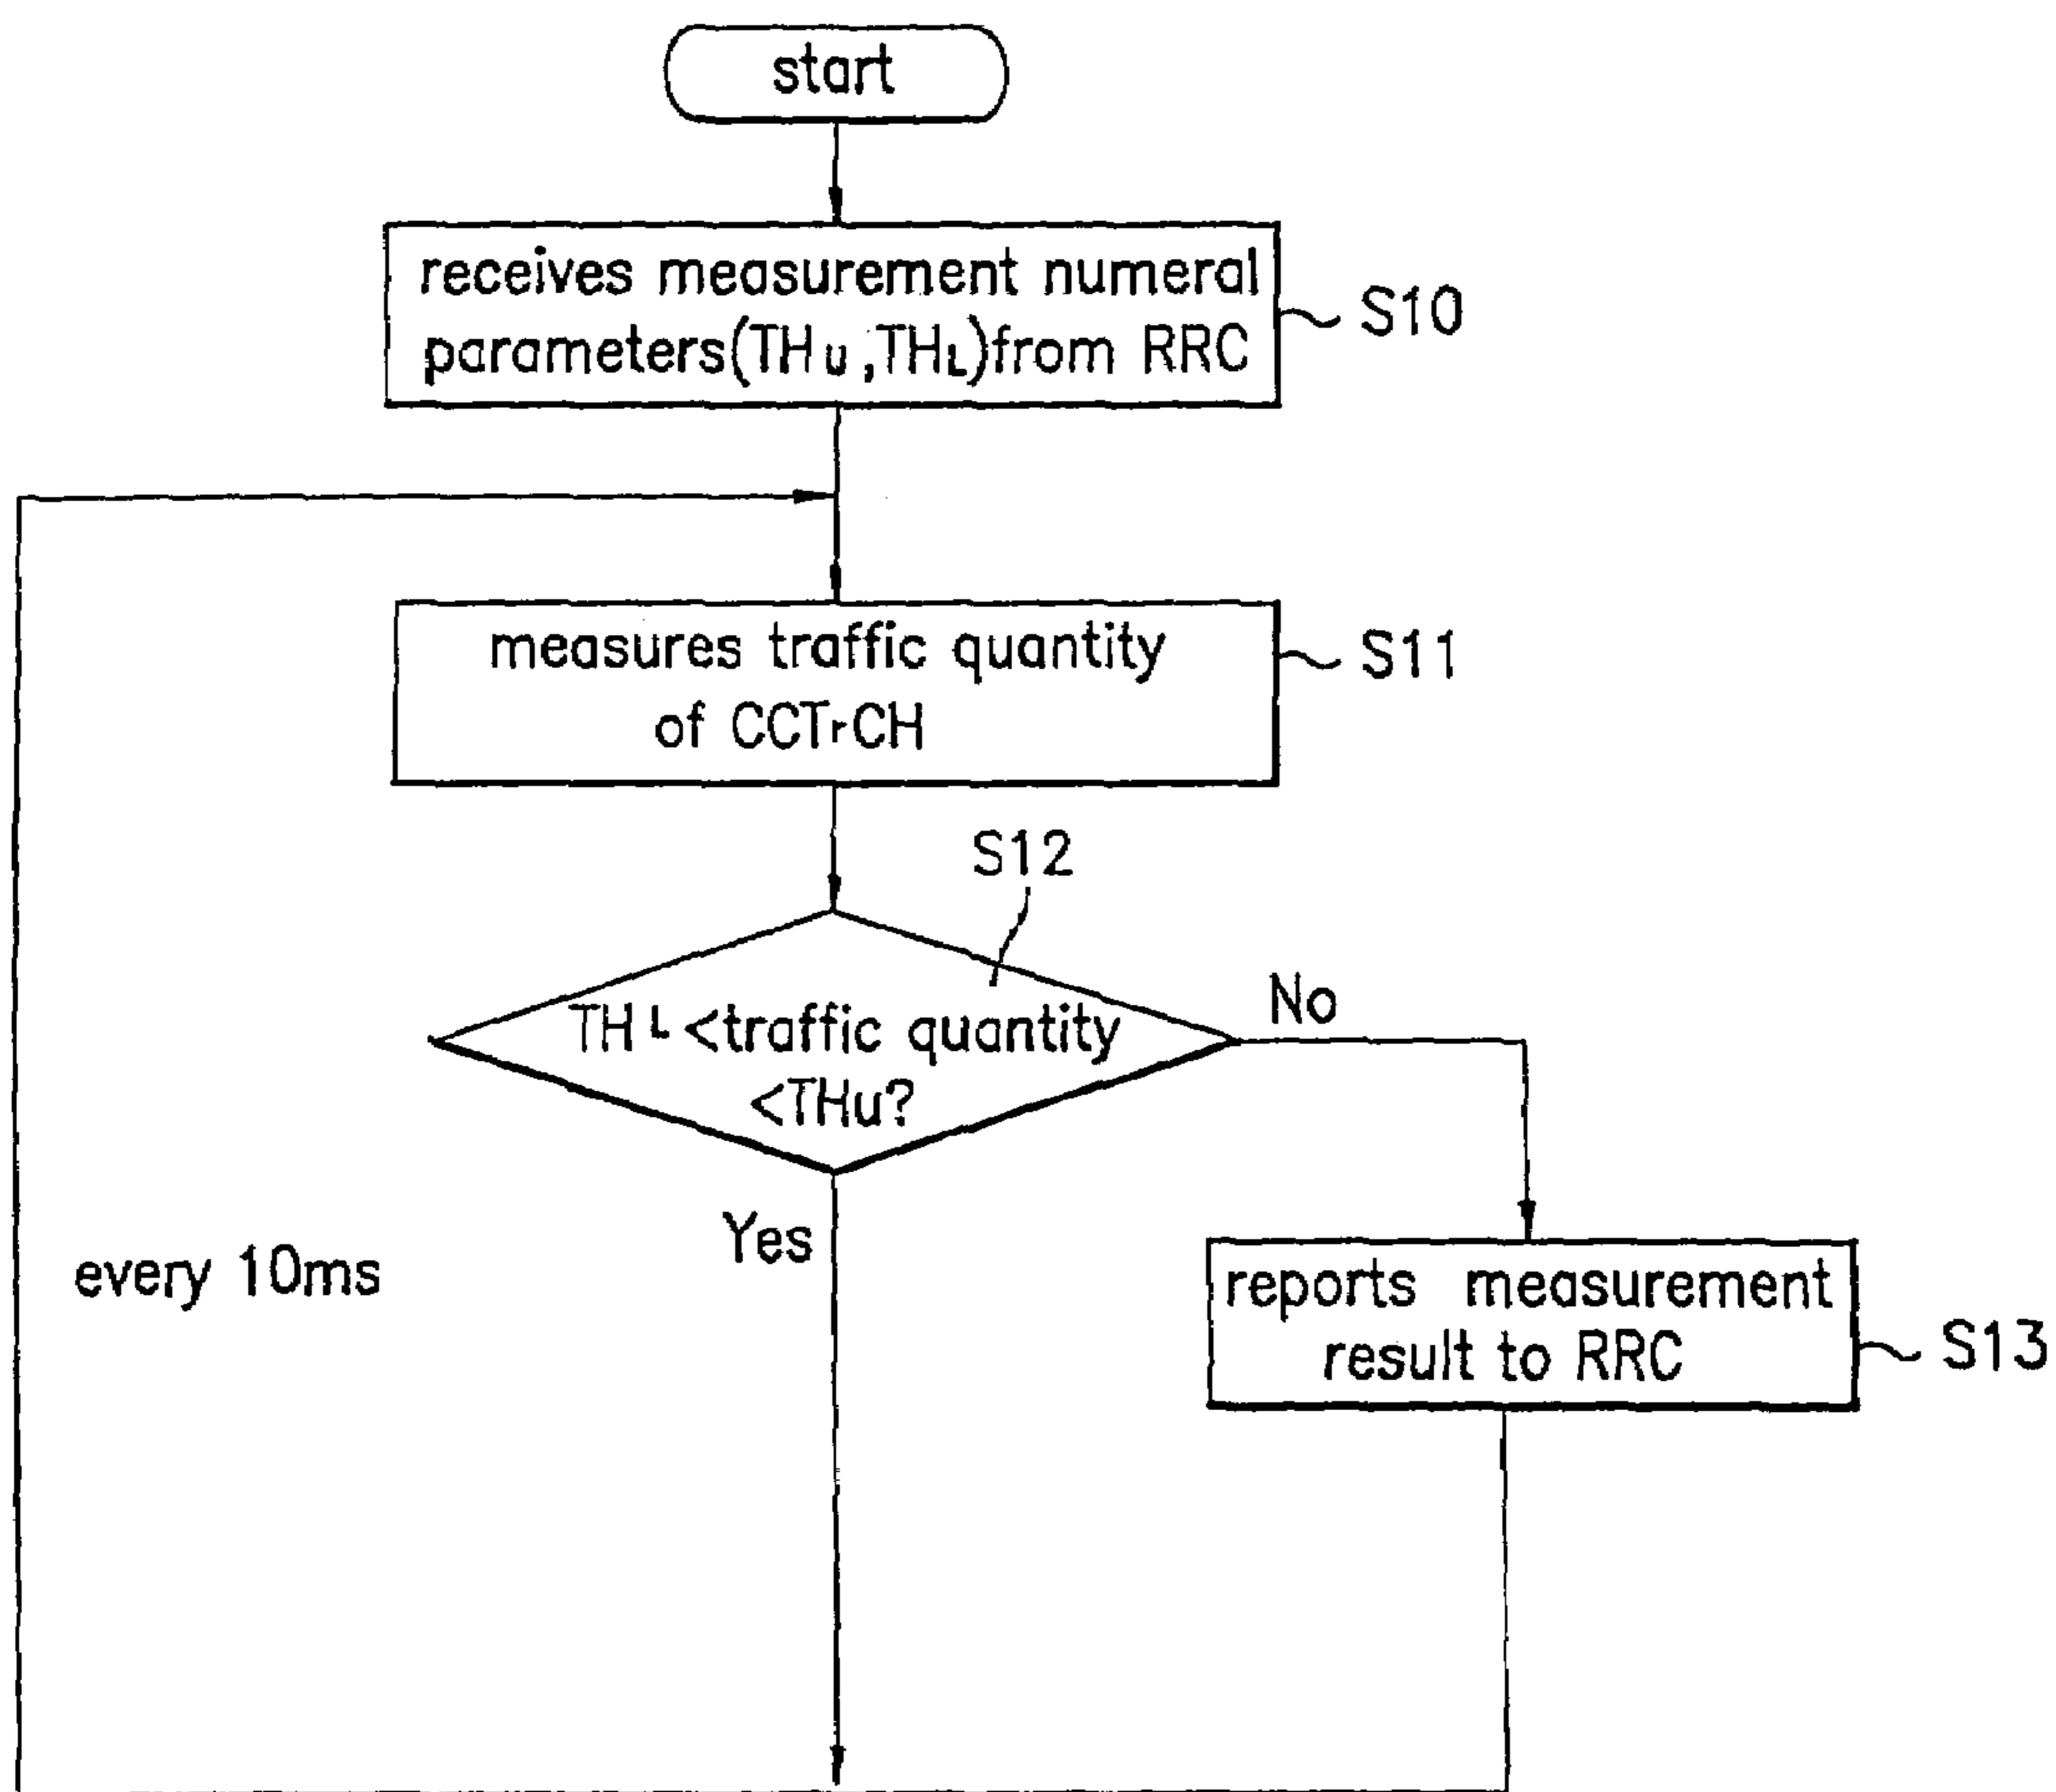 start
receives measurement numeral
parameters(THU,THL)from RRC
S10
measures traffic quantity
of CCTrCH
S11
S12
THL<traffic quantity
<THU?
No
Yes
every 10ms
reports measurement
result to RRC
S13